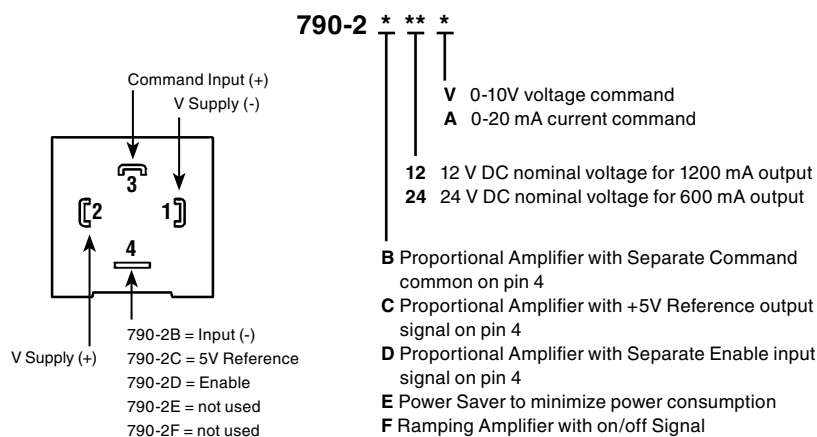 790-2 * ** *
Command Input (+)
V Supply (-)
3
2
1
4
V Supply (+)
790-2B = Input (-)
790-2C = 5V Reference
790-2D = Enable
790-2E = not used
790-2F = not used
V 0-10V voltage command
A 0-20 mA current command
12 12 V DC nominal voltage for 1200 mA output
24 24 V DC nominal voltage for 600 mA output
B Proportional Amplifier with Separate Command
common on pin 4
C Proportional Amplifier with +5V Reference output
signal on pin 4
D Proportional Amplifier with Separate Enable input
signal on pin 4
E Power Saver to minimize power consumption
F Ramping Amplifier with on/off Signal